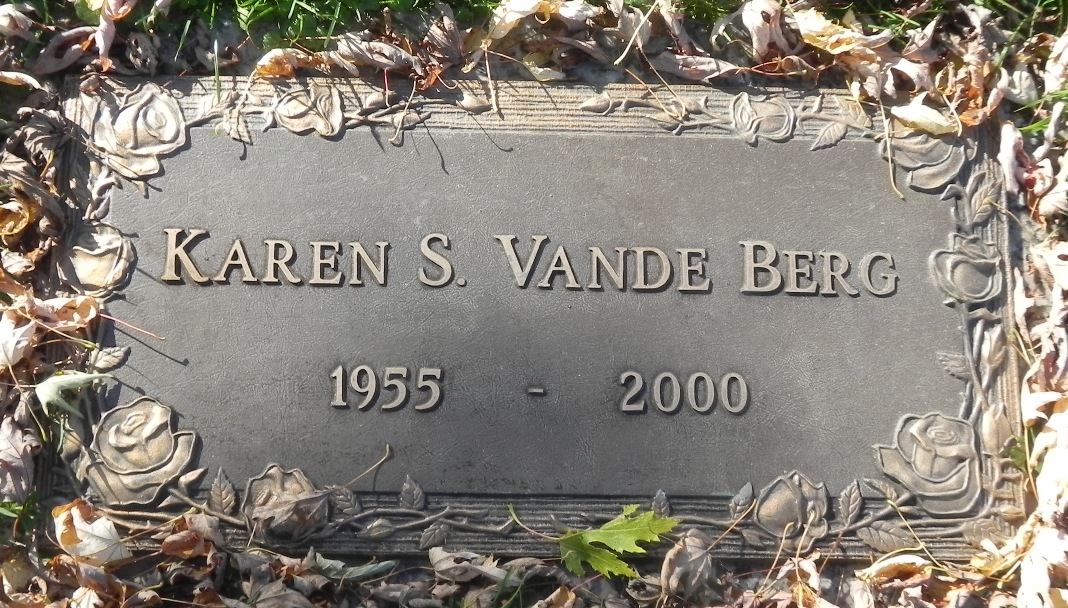 Karen S. Vande Berg
1955 - 2000